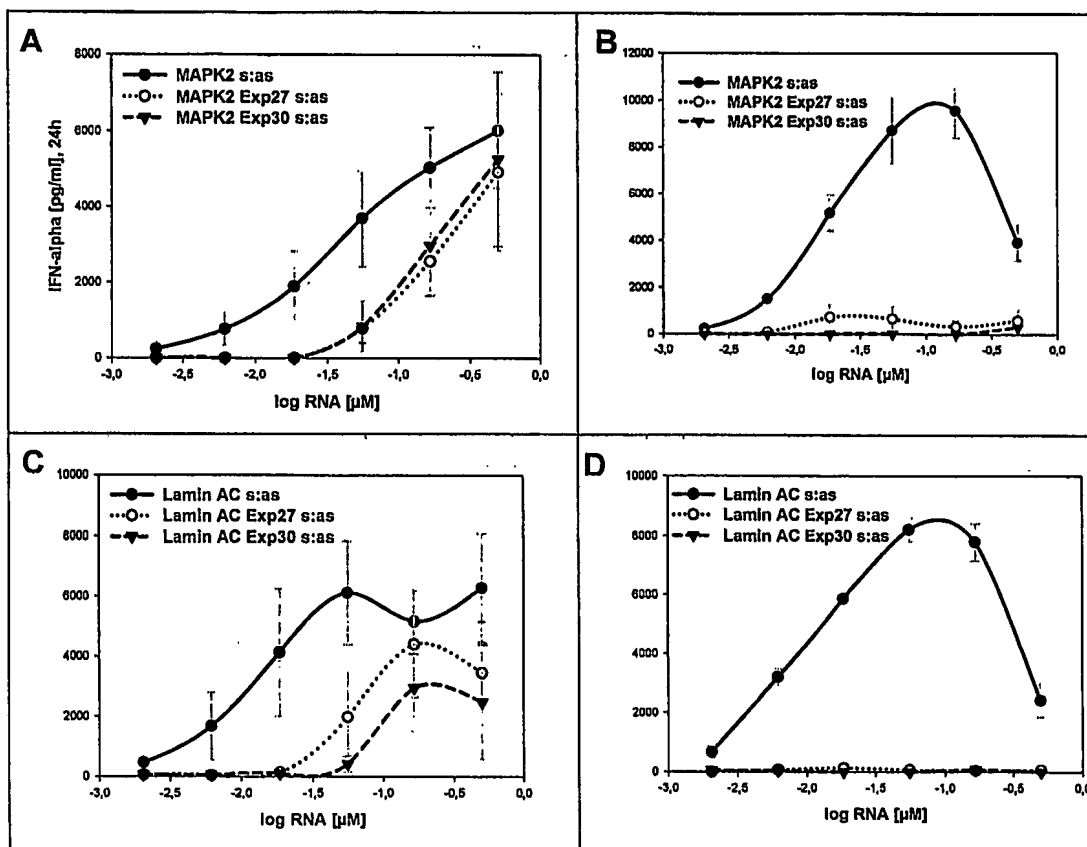 A
8000
6000
4000
2000
0
IFN-alpha [pg/ml], 24h
MAPK2 s:as
MAPK2 Exp27 s:as
MAPK2 Exp30 s:as
-3,0 -2,5 -2,0 -1,5 -1,0 -0,5 0,0
log RNA [µM]
B
12000
10000
8000
6000
4000
2000
0
MAPK2 s:as
MAPK2 Exp27 s:as
MAPK2 Exp30 s:as
-3,0 -2,5 -2,0 -1,5 -1,0 -0,5 0,0
log RNA [µM]
C
10000
8000
6000
4000
2000
0
Lamin AC s:as
Lamin AC Exp27 s:as
Lamin AC Exp30 s:as
-3,0 -2,5 -2,0 -1,5 -1,0 -0,5 0,0
log RNA [µM]
D
10000
8000
6000
4000
2000
0
Lamin AC s:as
Lamin AC Exp27 s:as
Lamin AC Exp30 s:as
-3,0 -2,5 -2,0 -1,5 -1,0 -0,5 0,0
log RNA [µM]